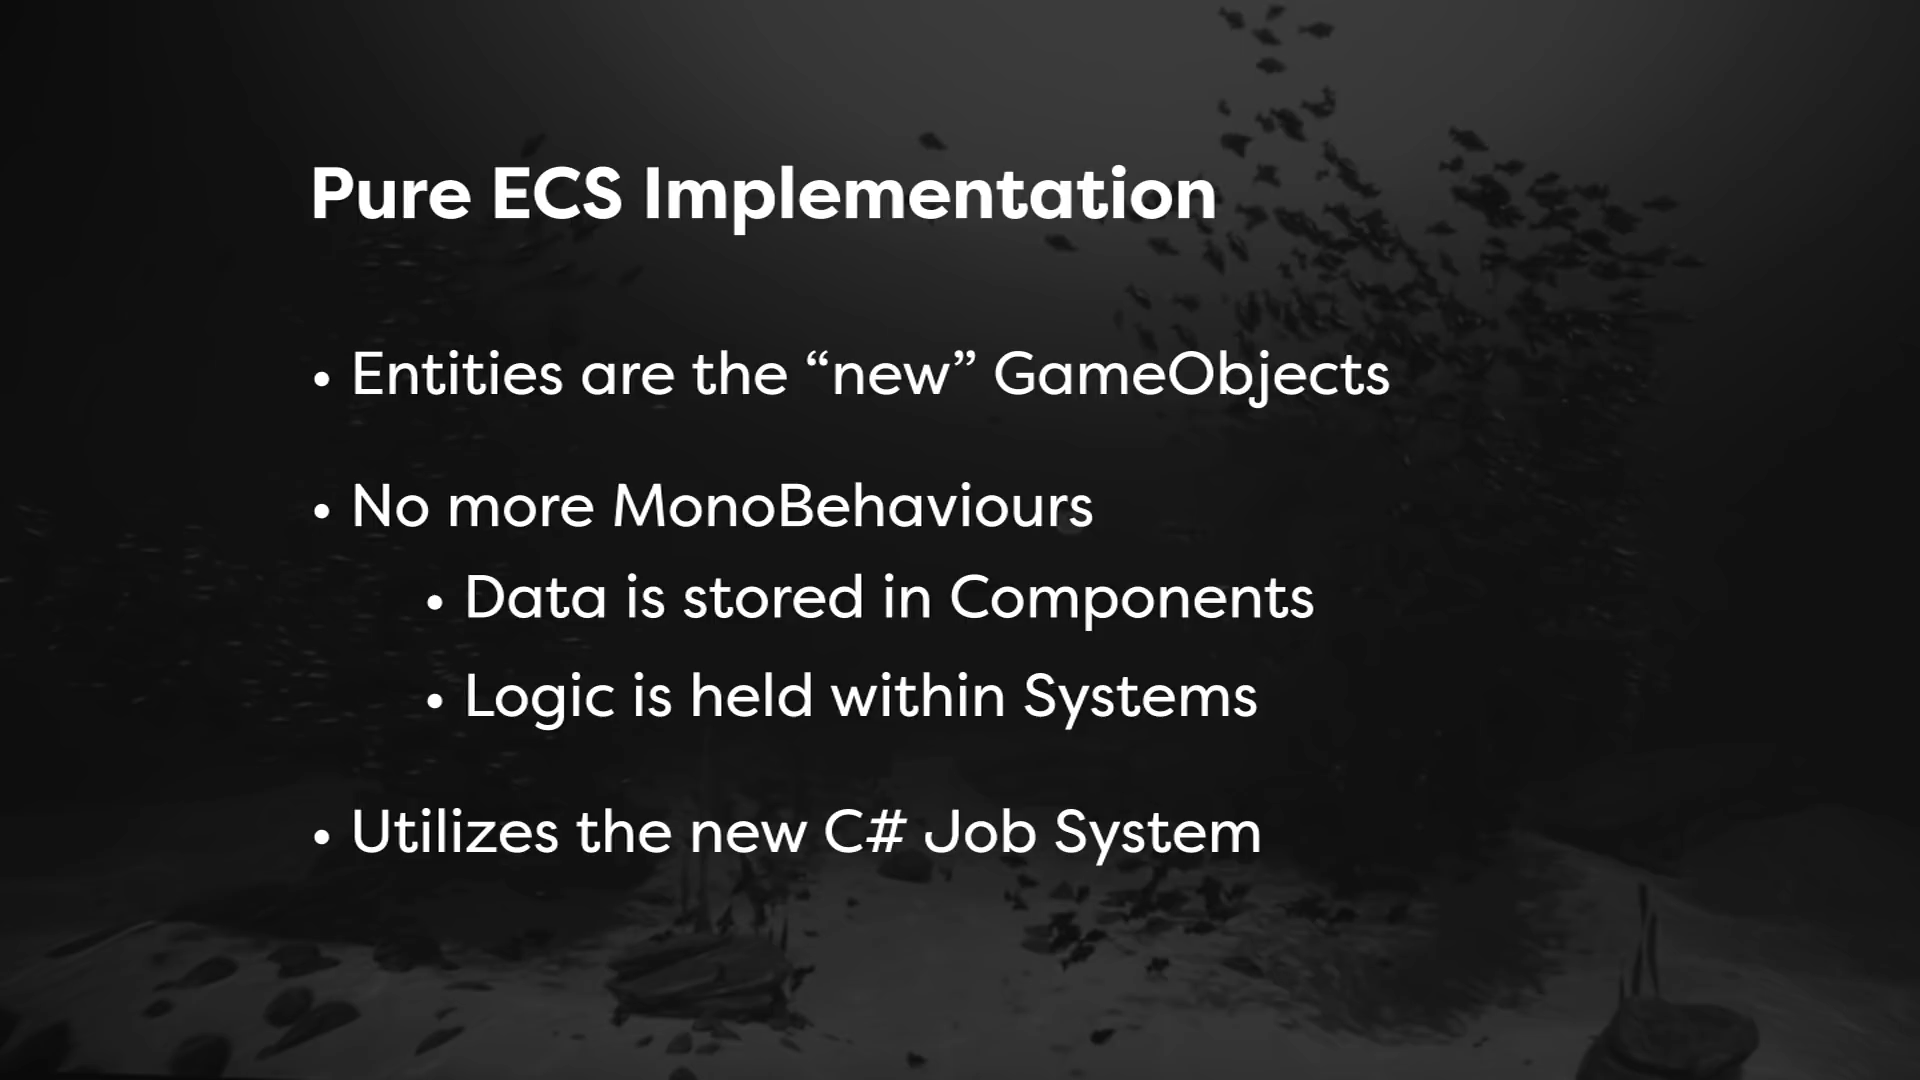 Pure ECS Implementation
• Entities are the “new” GameObjects
• No more MonoBehaviours
• Data is stored in Components
• Logic is held within Systems
• Utilizes the new C# Job System